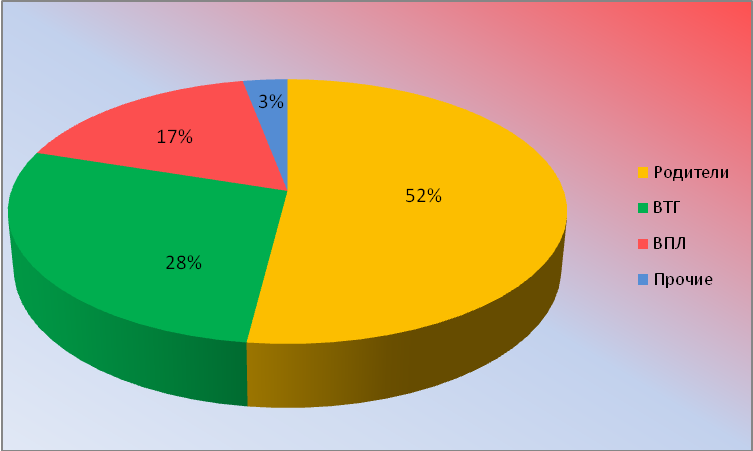 3%
17%
52%
28%
Родители
ВТГ
ВПЛ
Прочие